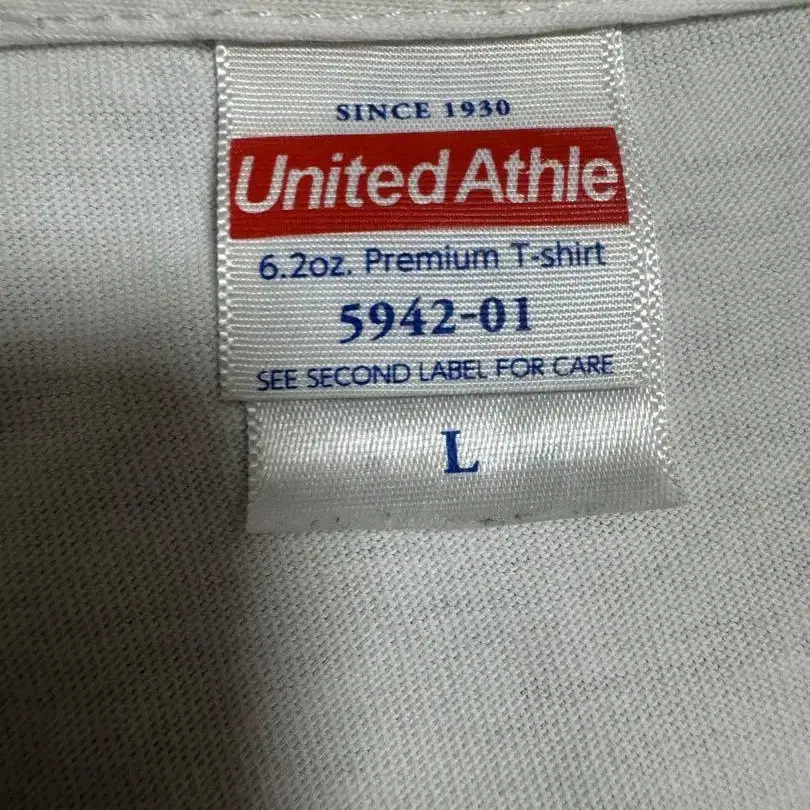 SINCE 1930
United Athle
6.2oz. Premium T-shirt
5942-01
SEE SECOND LABEL FOR CARE
L